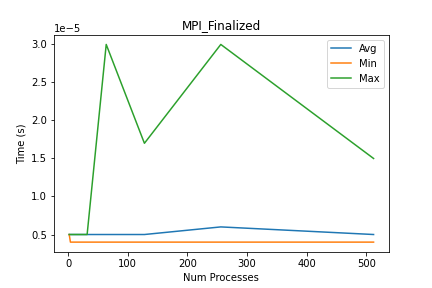 MPI_Finalized
1e-5
3.0
2.5
2.0
1.5
1.0
0.5
Time (s)
Avg
Min
Max
0 100 200 300 400 500
Num Processes